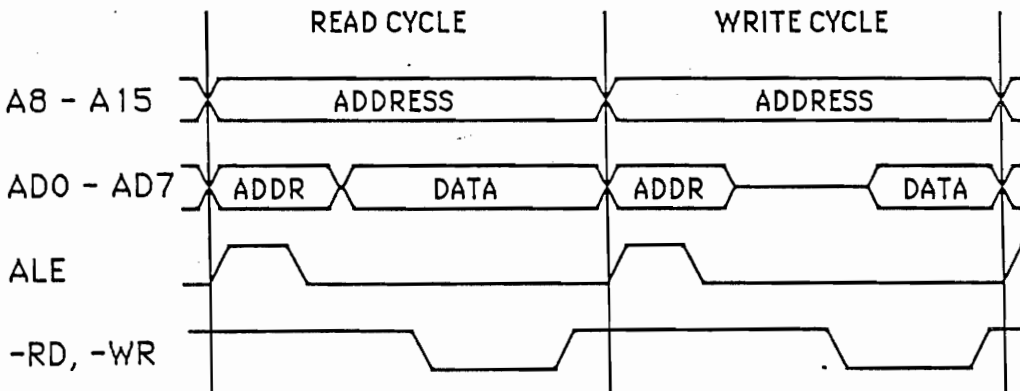 READ CYCLE WRITE CYCLE
A8 - A15 ADDRESS ADDRESS
AD0 - AD7 ADDR DATA ADDR DATA
ALE
-RD, -WR